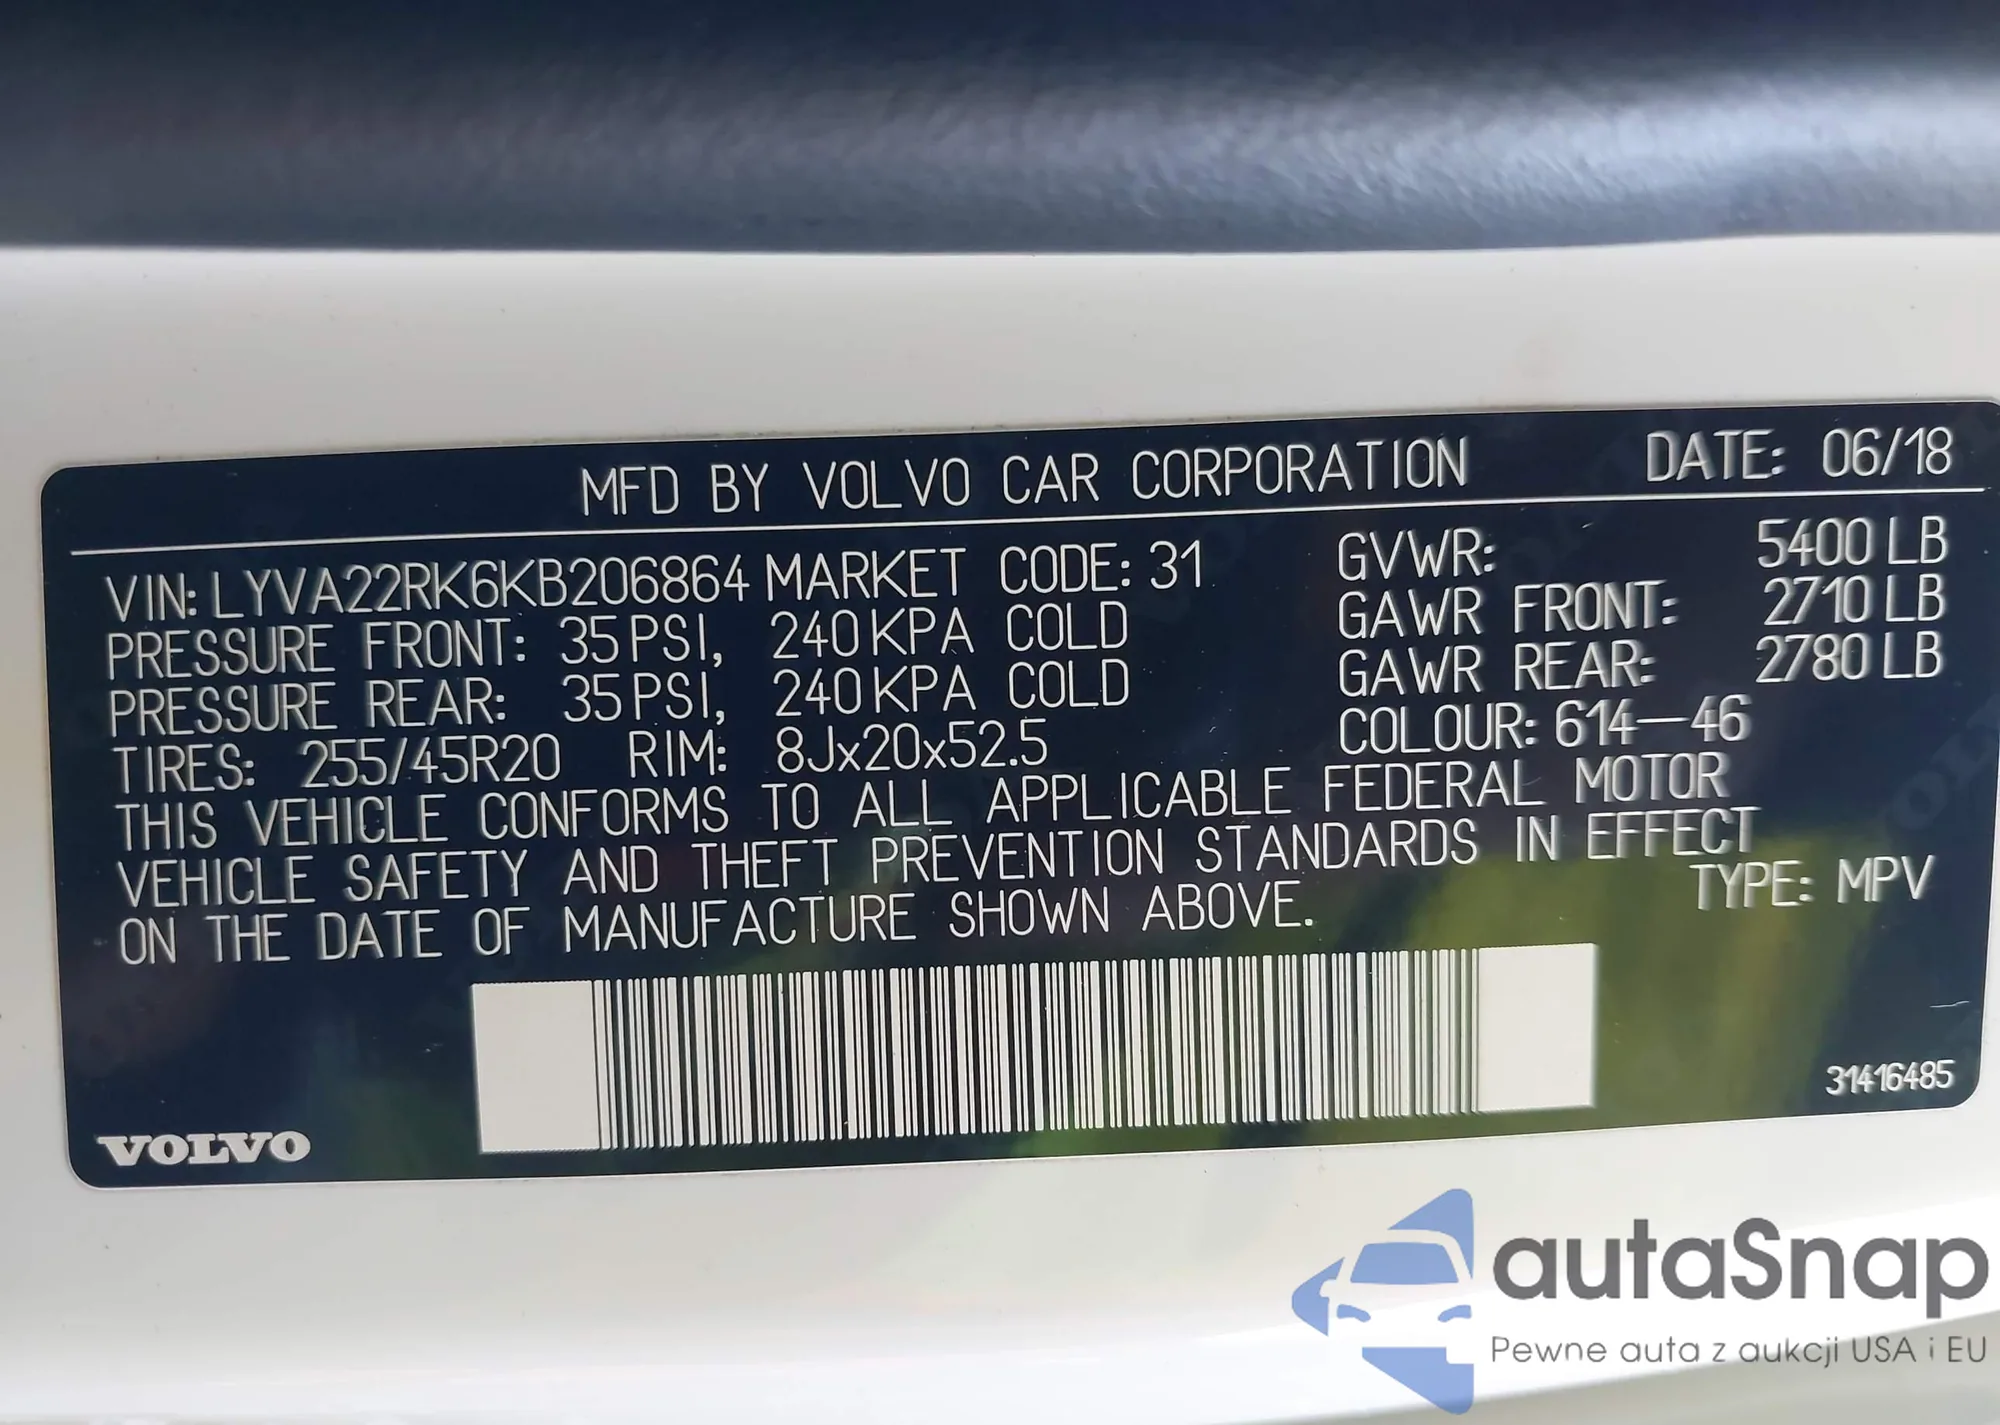 MFD BY VOLVO CAR CORPORATION DATE: 06/18
VIN: LYVA22RK6KB206864 MARKET CODE: 31 GVWR: 5400 LB
PRESSURE FRONT: 35 PSI, 240 KPA COLD GAWR FRONT: 2710 LB
PRESSURE REAR: 35 PSI, 240 KPA COLD GAWR REAR: 2780 LB
TIRES: 255/45R20 RIM: 8Jx20x52.5 COLOUR: 614-46
THIS VEHICLE CONFORMS TO ALL APPLICABLE FEDERAL MOTOR
VEHICLE SAFETY AND THEFT PREVENTION STANDARDS IN EFFECT
ON THE DATE OF MANUFACTURE SHOWN ABOVE. TYPE: MPV
31416485
VOLVO
autaSnap
Pewne auta z aukcji USA i EU